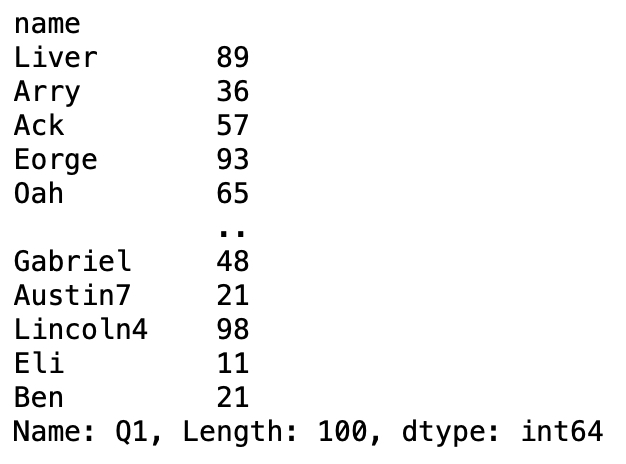 name
Liver 89
Arry 36
Ack 57
Eorge 93
Oah 65
..
Gabriel 48
Austin7 21
Lincoln4 98
Eli 11
Ben 21
Name: Q1, Length: 100, dtype: int64